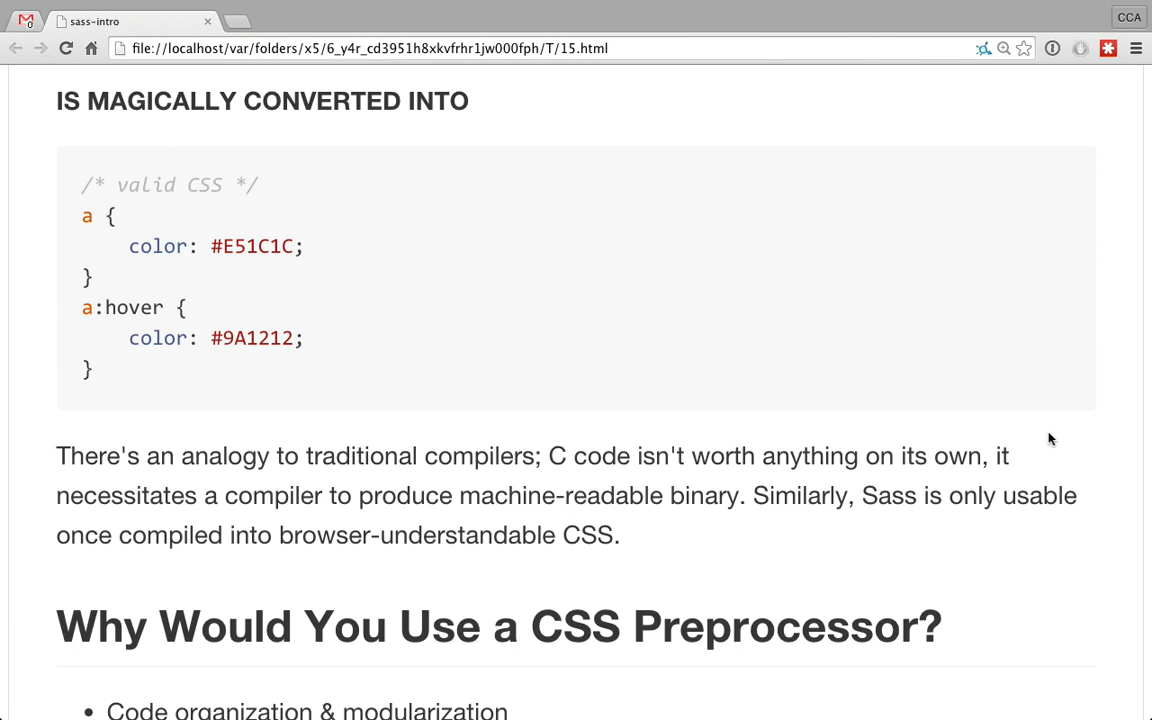 sass-intro
CCA
0
file://localhost/var/folders/x5/6_y4r_cd3951h8xkvfrhr1jw000fph/T/15.html
IS MAGICALLY CONVERTED INTO
/* valid CSS */
a {
color: #E51C1C;
}
a:hover {
color: #9A1212;
}
There's an analogy to traditional compilers; C code isn't worth anything on its own, it
necessitates a compiler to produce machine-readable binary. Similarly, Sass is only usable
once compiled into browser-understandable CSS.
Why Would You Use a CSS Preprocessor?
• Code organization & modularization